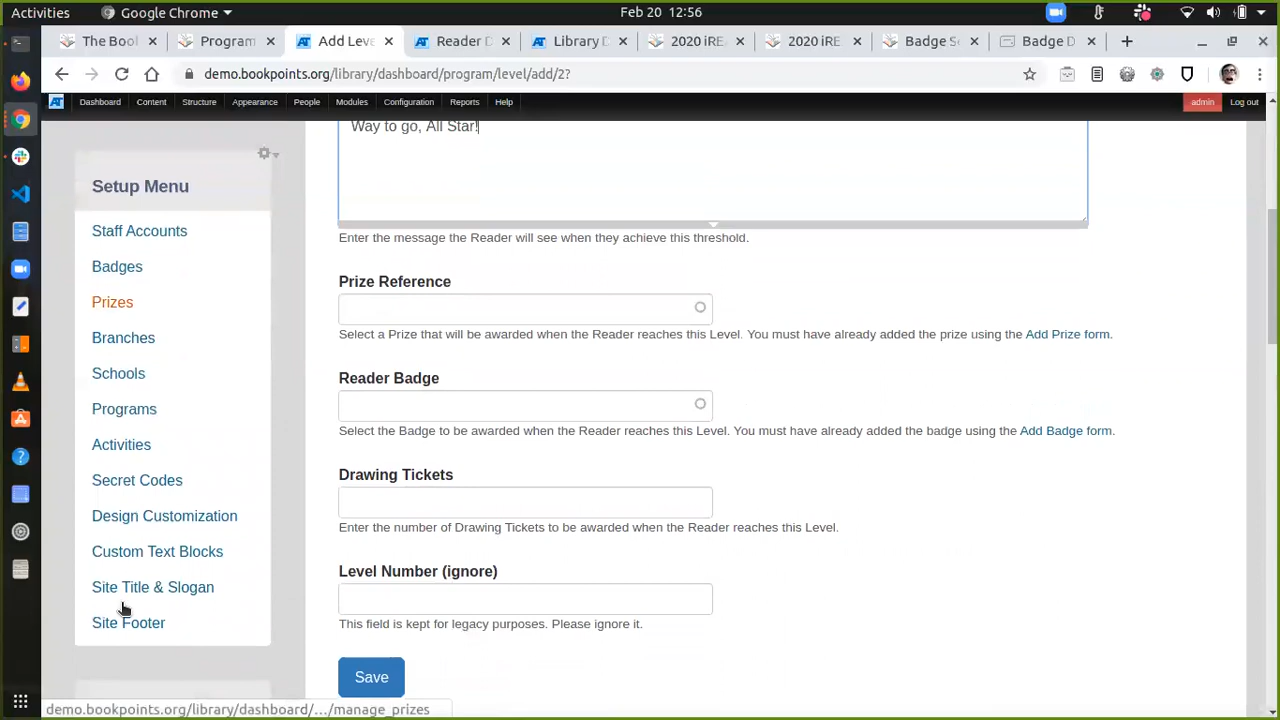 Activities
Google Chrome
Feb 20 12:56
The Bool
Program
Add Leve
Reader D
Library D
2020 iRE
2020 iRE
Badge Se
Badge D
demo.bookpoints.org/library/dashboard/program/level/add/2?
Dashboard Content Structure Appearance People Modules Configuration Reports Help admin Log out
Way to go, All Star!
Setup Menu
Staff Accounts
Badges
Prizes
Branches
Schools
Programs
Activities
Secret Codes
Design Customization
Custom Text Blocks
Site Title & Slogan
Site Footer
Enter the message the Reader will see when they achieve this threshold.
Prize Reference
Select a Prize that will be awarded when the Reader reaches this Level. You must have already added the prize using the Add Prize form.
Reader Badge
Select the Badge to be awarded when the Reader reaches this Level. You must have already added the badge using the Add Badge form.
Drawing Tickets
Enter the number of Drawing Tickets to be awarded when the Reader reaches this Level.
Level Number (ignore)
This field is kept for legacy purposes. Please ignore it.
Save
demo.bookpoints.org/library/dashboard/.../manage_prizes